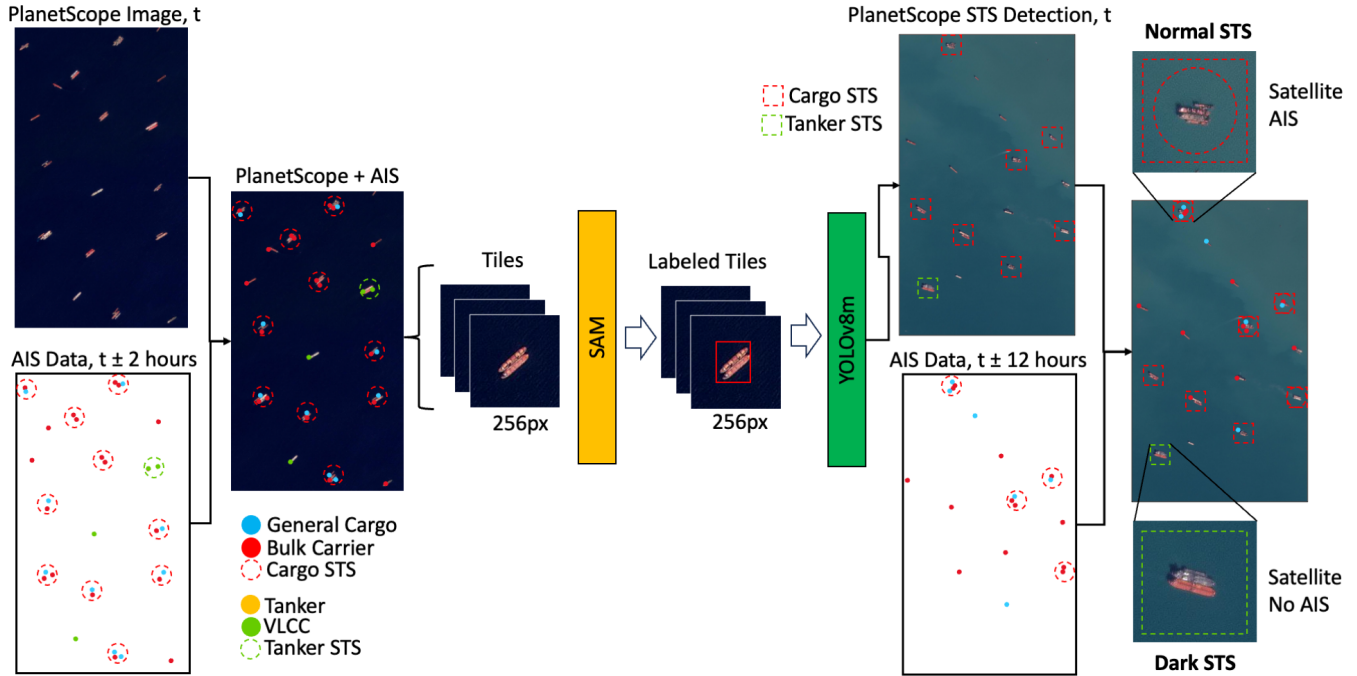 PlanetScope Image, t
AIS Data, t ± 2 hours
PlanetScope + AIS
General Cargo
Bulk Carrier
Cargo STS
Tanker
VLCC
Tanker STS
Tiles
256px
SAM
Labeled Tiles
256px
YOLOv8m
Cargo STS
Tanker STS
PlanetScope STS Detection, t
AIS Data, t ± 12 hours
Normal STS
Satellite
AIS
Satellite
No AIS
Dark STS